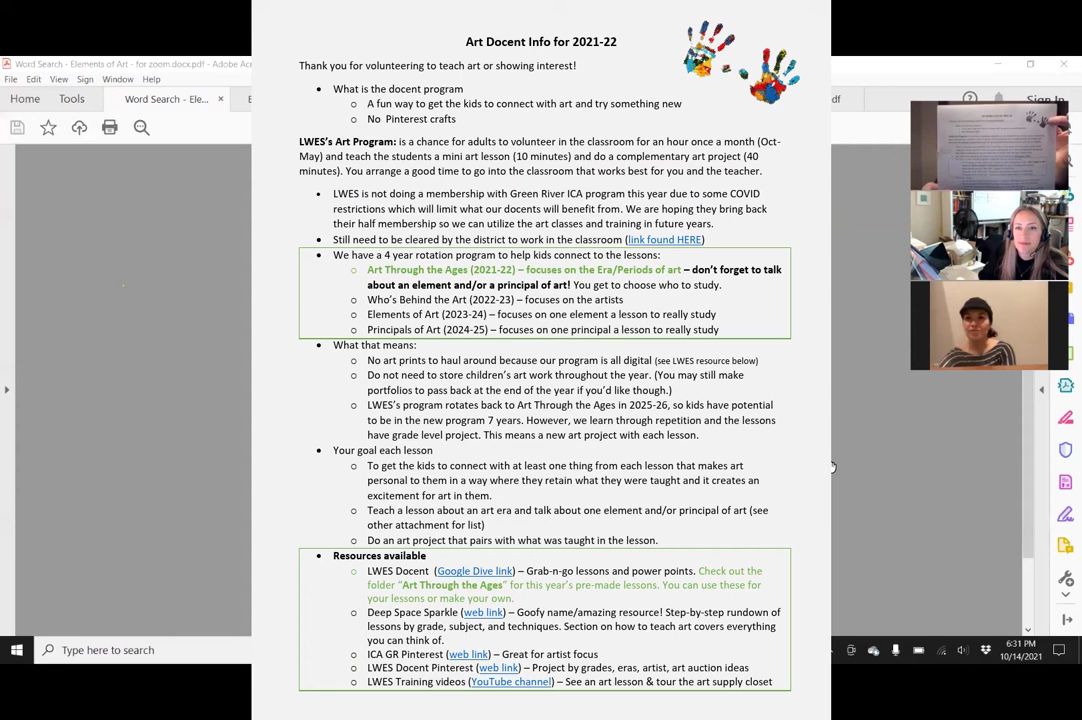 Word Search - Elements of Art - for zoom.docx.pdf - Adobe Acr
File Edit View Sign Window Help
Home Tools Word Search - Ele... × df Sign In
Art Docent Info for 2021-22
Thank you for volunteering to teach art or showing interest!
• What is the docent program
o A fun way to get the kids to connect with art and try something new
o No Pinterest crafts
LWES's Art Program: is a chance for adults to volunteer in the classroom for an hour once a month (Oct-
May) and teach the students a mini art lesson (10 minutes) and do a complementary art project (40
minutes). You arrange a good time to go into the classroom that works best for you and the teacher.
• LWES is not doing a membership with Green River ICA program this year due to some COVID
restrictions which will limit what our docents will benefit from. We are hoping they bring back
their half membership so we can utilize the art classes and training in future years.
• Still need to be cleared by the district to work in the classroom (link found HERE)
• We have a 4 year rotation program to help kids connect to the lessons:
o Art Through the Ages (2021-22) – focuses on the Era/Periods of art – don't forget to talk
about an element and/or a principal of art! You get to choose who to study.
o Who's Behind the Art (2022-23) – focuses on the artists
o Elements of Art (2023-24) – focuses on one element a lesson to really study
o Principals of Art (2024-25) – focuses on one principal a lesson to really study
• What that means:
o No art prints to haul around because our program is all digital (see LWES resource below)
o Do not need to store children's art work throughout the year. (You may still make
portfolios to pass back at the end of the year if you'd like though.)
o LWES's program rotates back to Art Through the Ages in 2025-26, so kids have potential
to be in the new program 7 years. However, we learn through repetition and the lessons
have grade level project. This means a new art project with each lesson.
• Your goal each lesson
o To get the kids to connect with at least one thing from each lesson that makes art
personal to them in a way where they retain what they were taught and it creates an
excitement for art in them.
o Teach a lesson about an art era and talk about one element and/or principal of art (see
other attachment for list)
o Do an art project that pairs with what was taught in the lesson.
• Resources available
o LWES Docent (Google Dive link) – Grab-n-go lessons and power points. Check out the
folder “Art Through the Ages” for this year's pre-made lessons. You can use these for
your lessons or make your own.
o Deep Space Sparkle (web link) – Goofy name/amazing resource! Step-by-step rundown of
lessons by grade, subject, and techniques. Section on how to teach art covers everything
you can think of.
o ICA GR Pinterest (web link) – Great for artist focus
o LWES Docent Pinterest (web link) – Project by grades, eras, artist, art auction ideas
o LWES Training videos (YouTube channel) – See an art lesson & tour the art supply closet
Type here to search
6:31 PM
10/14/2021